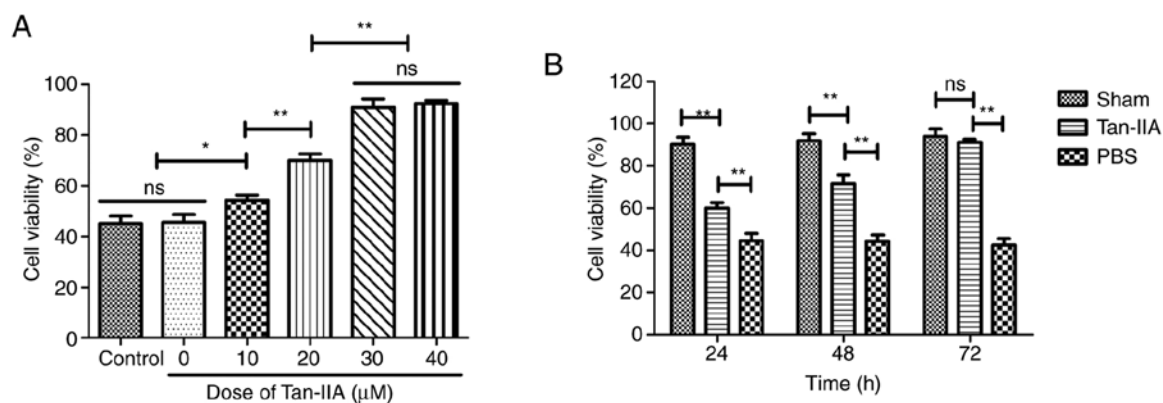 A
**
ns
**
*
ns
100
80
60
40
20
0
Cell viability (%)
Control 0 10 20 30 40
Dose of Tan-IIA (μM)
B
120
100
80
60
40
20
0
Cell viability (%)
**
**
**
**
ns
**
24 48 72
Time (h)
Sham
Tan-IIA
PBS